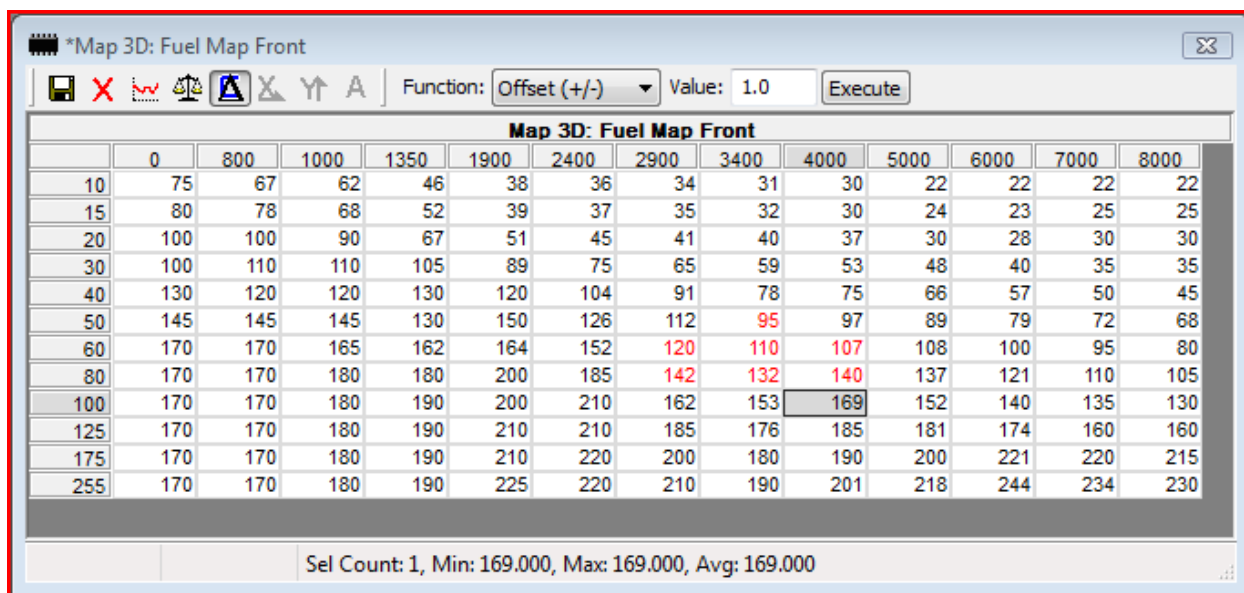 *Map 3D: Fuel Map Front
Function: Offset (+/-) Value: 1.0 Execute
Map 3D: Fuel Map Front
0 800 1000 1350 1900 2400 2900 3400 4000 5000 6000 7000 8000
10 75 67 62 46 38 36 34 31 30 22 22 22 22
15 80 78 68 52 39 37 35 32 30 24 23 25 25
20 100 100 90 67 51 45 41 40 37 30 28 30 30
30 100 110 110 105 89 75 65 59 53 48 40 35 35
40 130 120 120 130 120 104 91 78 75 66 57 50 45
50 145 145 145 130 150 126 112 95 97 89 79 72 68
60 170 170 165 162 164 152 120 110 107 108 100 95 80
80 170 170 180 180 200 185 142 132 140 137 121 110 105
100 170 170 180 190 200 210 162 153 169 152 140 135 130
125 170 170 180 190 210 210 185 176 185 181 174 160 160
175 170 170 180 190 210 220 200 180 190 200 221 220 215
255 170 170 180 190 225 220 210 190 201 218 244 234 230
Sel Count: 1, Min: 169.000, Max: 169.000, Avg: 169.000